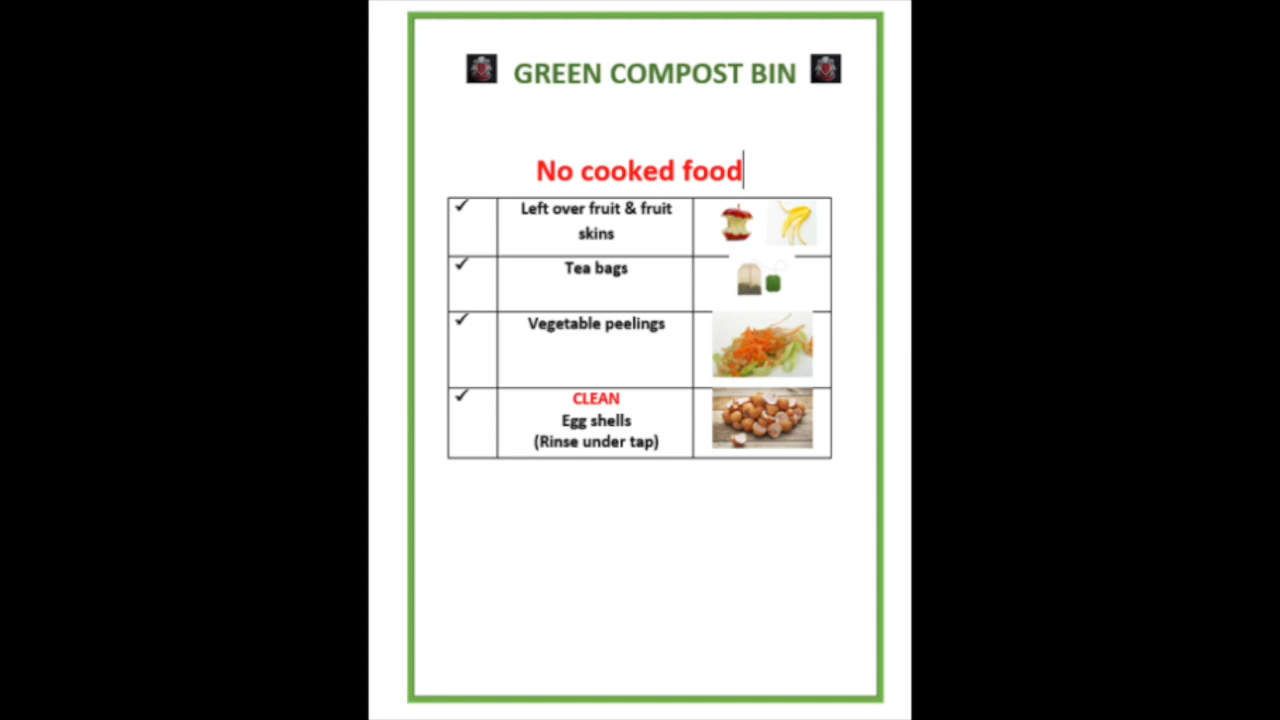 GREEN COMPOST BIN
No cooked food
✓ Left over fruit & fruit
skins
✓ Tea bags
✓ Vegetable peelings
✓ CLEAN
Egg shells
(Rinse under tap)